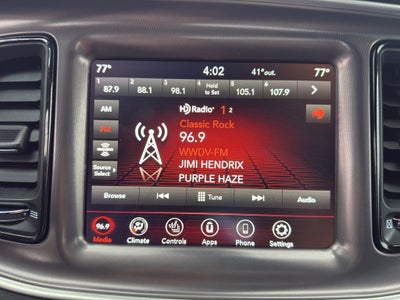 77° 4:02 41°out. 77°
1 2 3 4 5 6
87.9 88.1 98.1 Hold to Set 105.1 107.9
AM HD Radio 1 2
Classic Rock
FM 96.9
WWDV-FM
Source Select JIMI HENDRIX
PURPLE HAZE
Browse Tune Audio
96.9
Media Climate Controls Apps Phone Settings